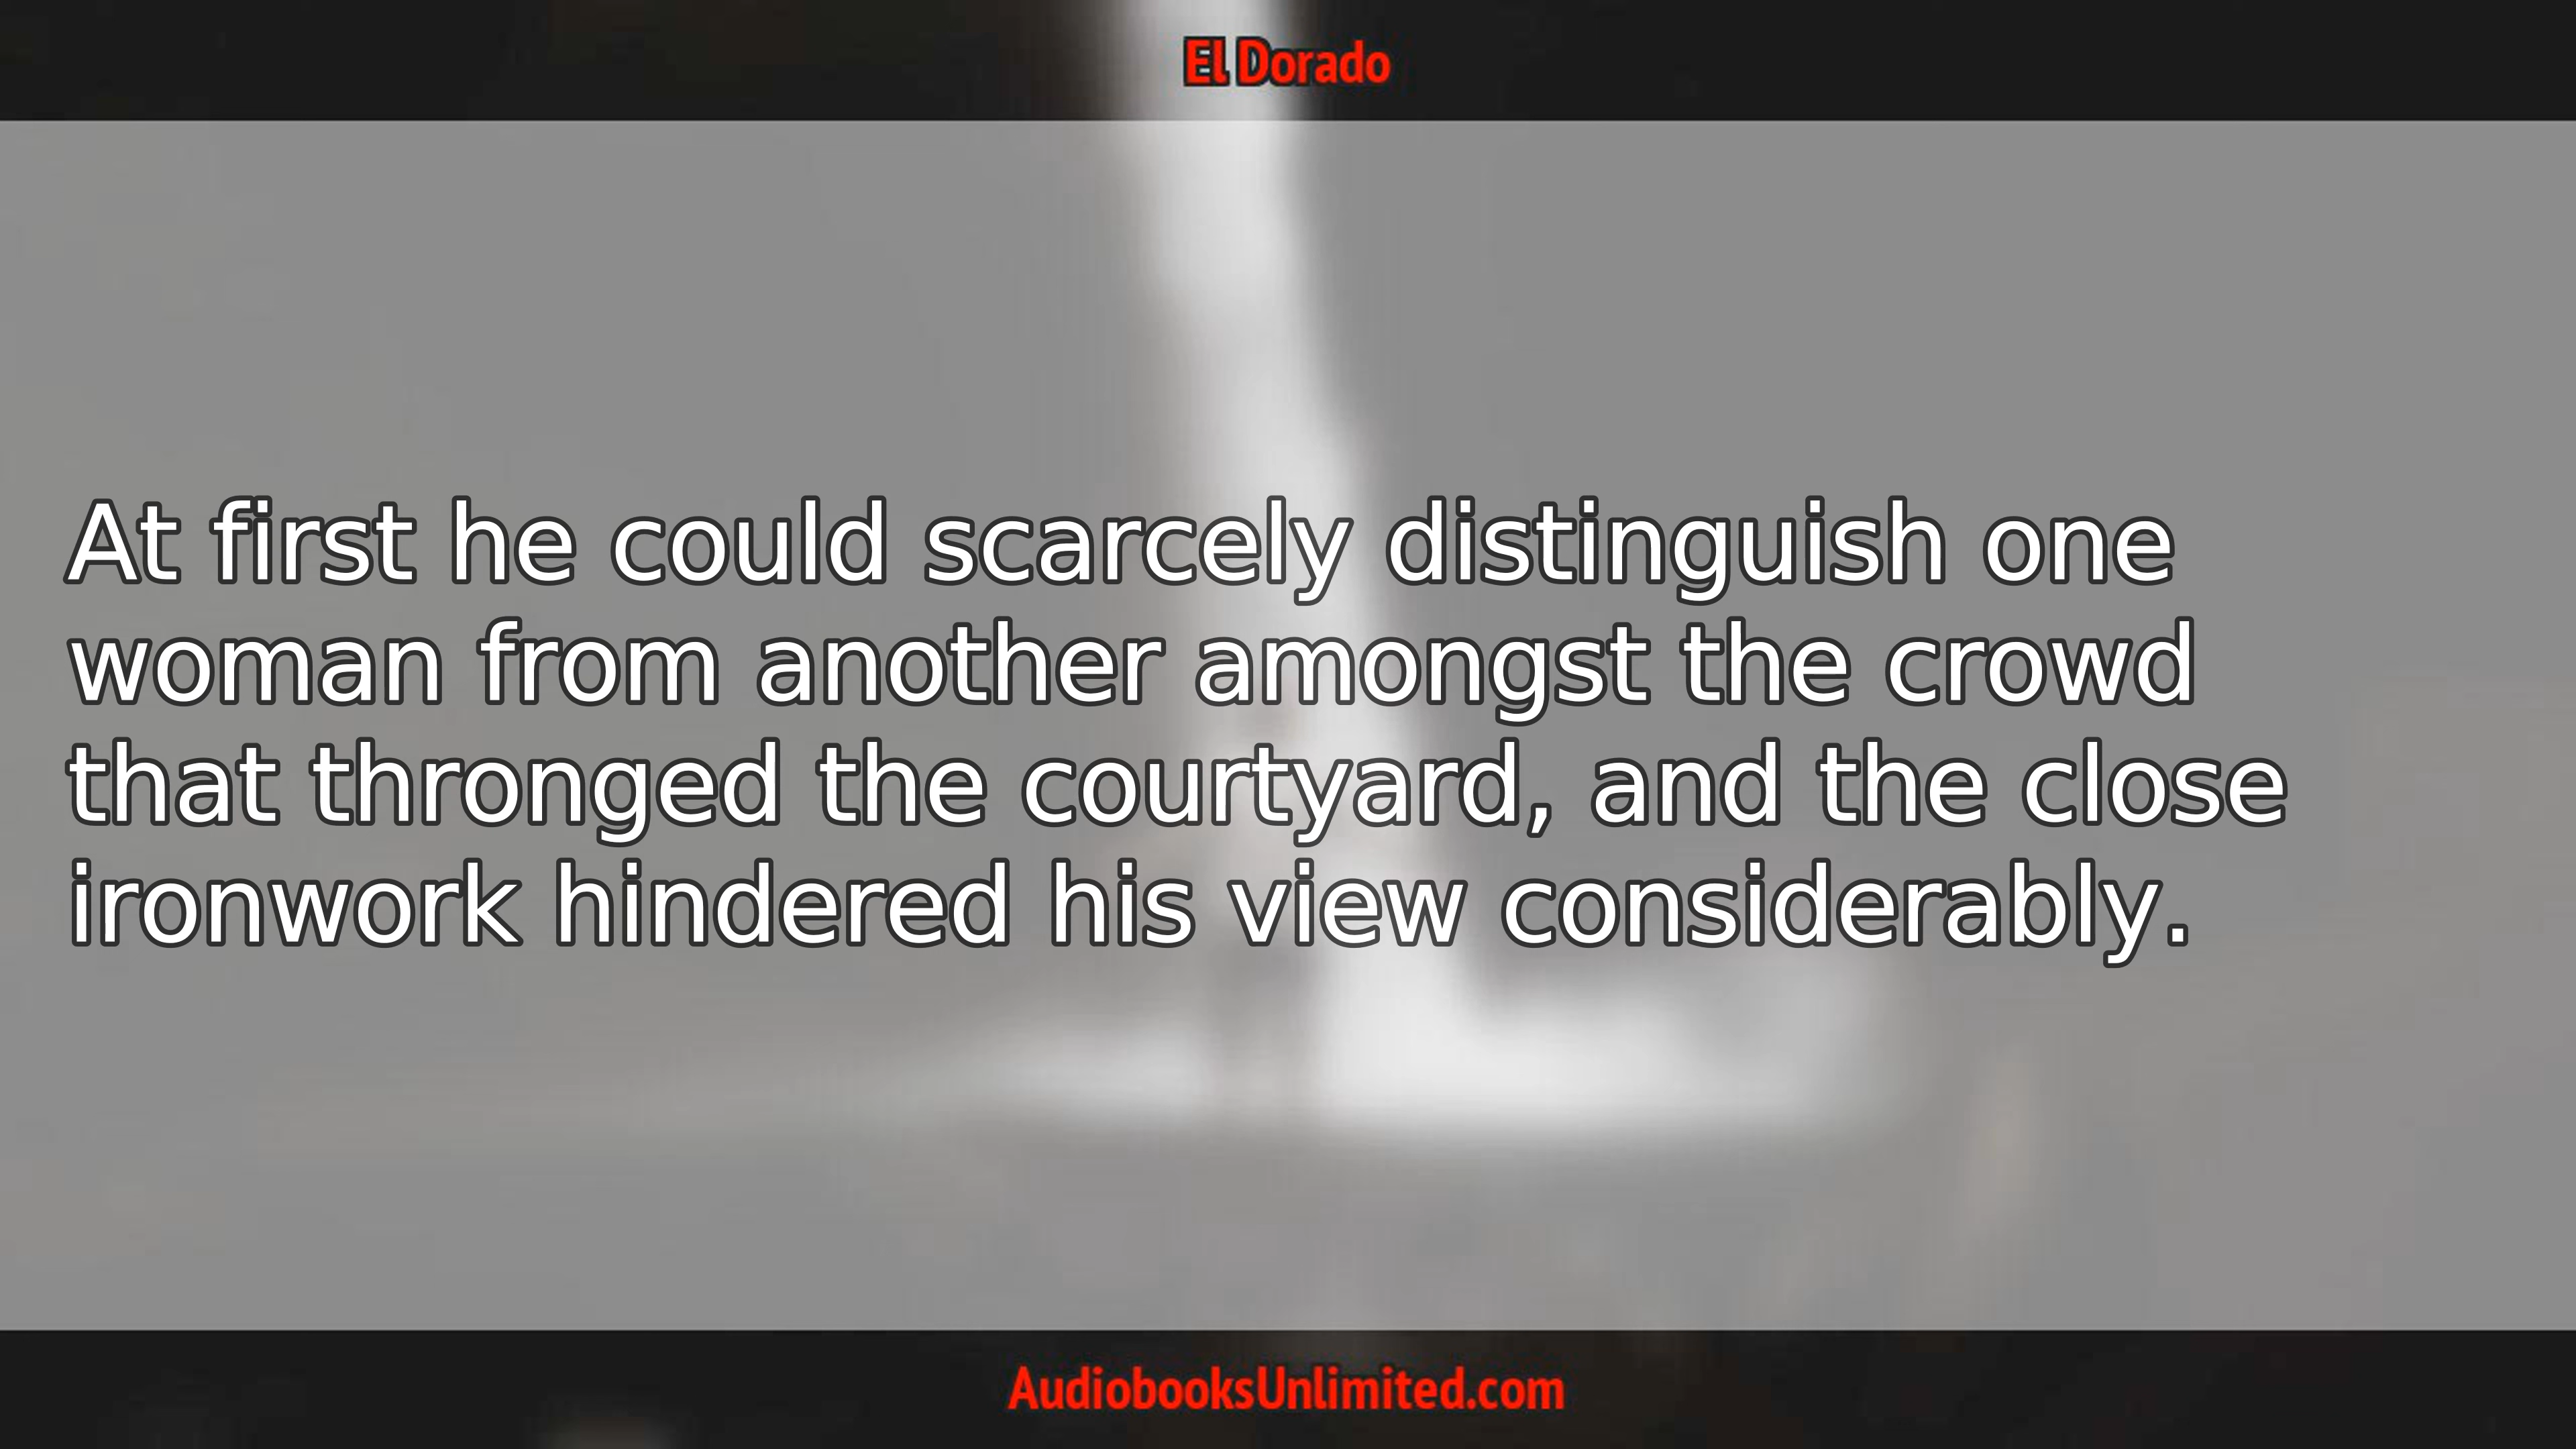 El Dorado
At first he could scarcely distinguish one
woman from another amongst the crowd
that thronged the courtyard, and the close
ironwork hindered his view considerably.
AudiobooksUnlimited.com